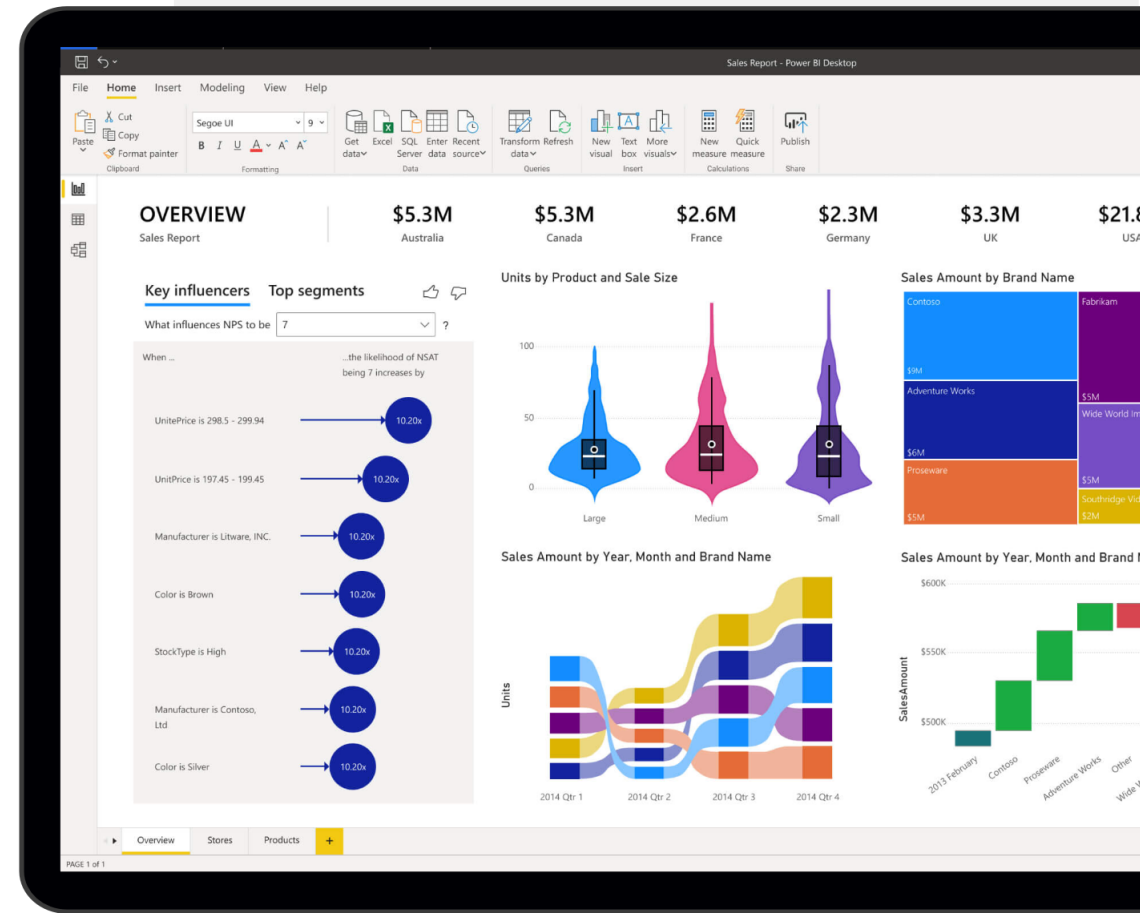 Sales Report - Power BI Desktop
File Home Insert Modeling View Help
Paste
Cut
Copy
Format painter
Clipboard
Segoe UI 9
B I U A A A
Formatting
Get data
Excel
SQL Server
Enter data
Recent source
Data
Transform data
Refresh
Queries
New visual
Text box
More visuals
Insert
New measure
Quick measure
Calculations
Publish
Share
OVERVIEW
Sales Report
$5.3M
Australia
$5.3M
Canada
$2.6M
France
$2.3M
Germany
$3.3M
UK
$21.8
USA
Key influencers Top segments
What influences NPS to be 7 ?
When ...
...the likelihood of NSAT
being 7 increases by
UnitePrice is 298.5 - 299.94 10.20x
UnitPrice is 197.45 - 199.45 10.20x
Manufacturer is Litware, INC. 10.20x
Color is Brown 10.20x
StockType is High 10.20x
Manufacturer is Contoso,
Ltd
10.20x
Color is Silver 10.20x
Units by Product and Sale Size
100
50
0
Large Medium Small
Sales Amount by Brand Name
Contoso
$9M
Adventure Works
$6M
Proseware
$5M
Fabrikam
$5M
Wide World Im
$5M
Southridge Vid
$2M
Sales Amount by Year, Month and Brand Name
Units
2014 Qtr 1 2014 Qtr 2 2014 Qtr 3 2014 Qtr 4
Sales Amount by Year, Month and Brand N
SalesAmount
$600K
$550K
$500K
2013 February
Contoso
Proseware
Adventure Works
Other
Wide W
Overview Stores Products +
PAGE 1 of 1